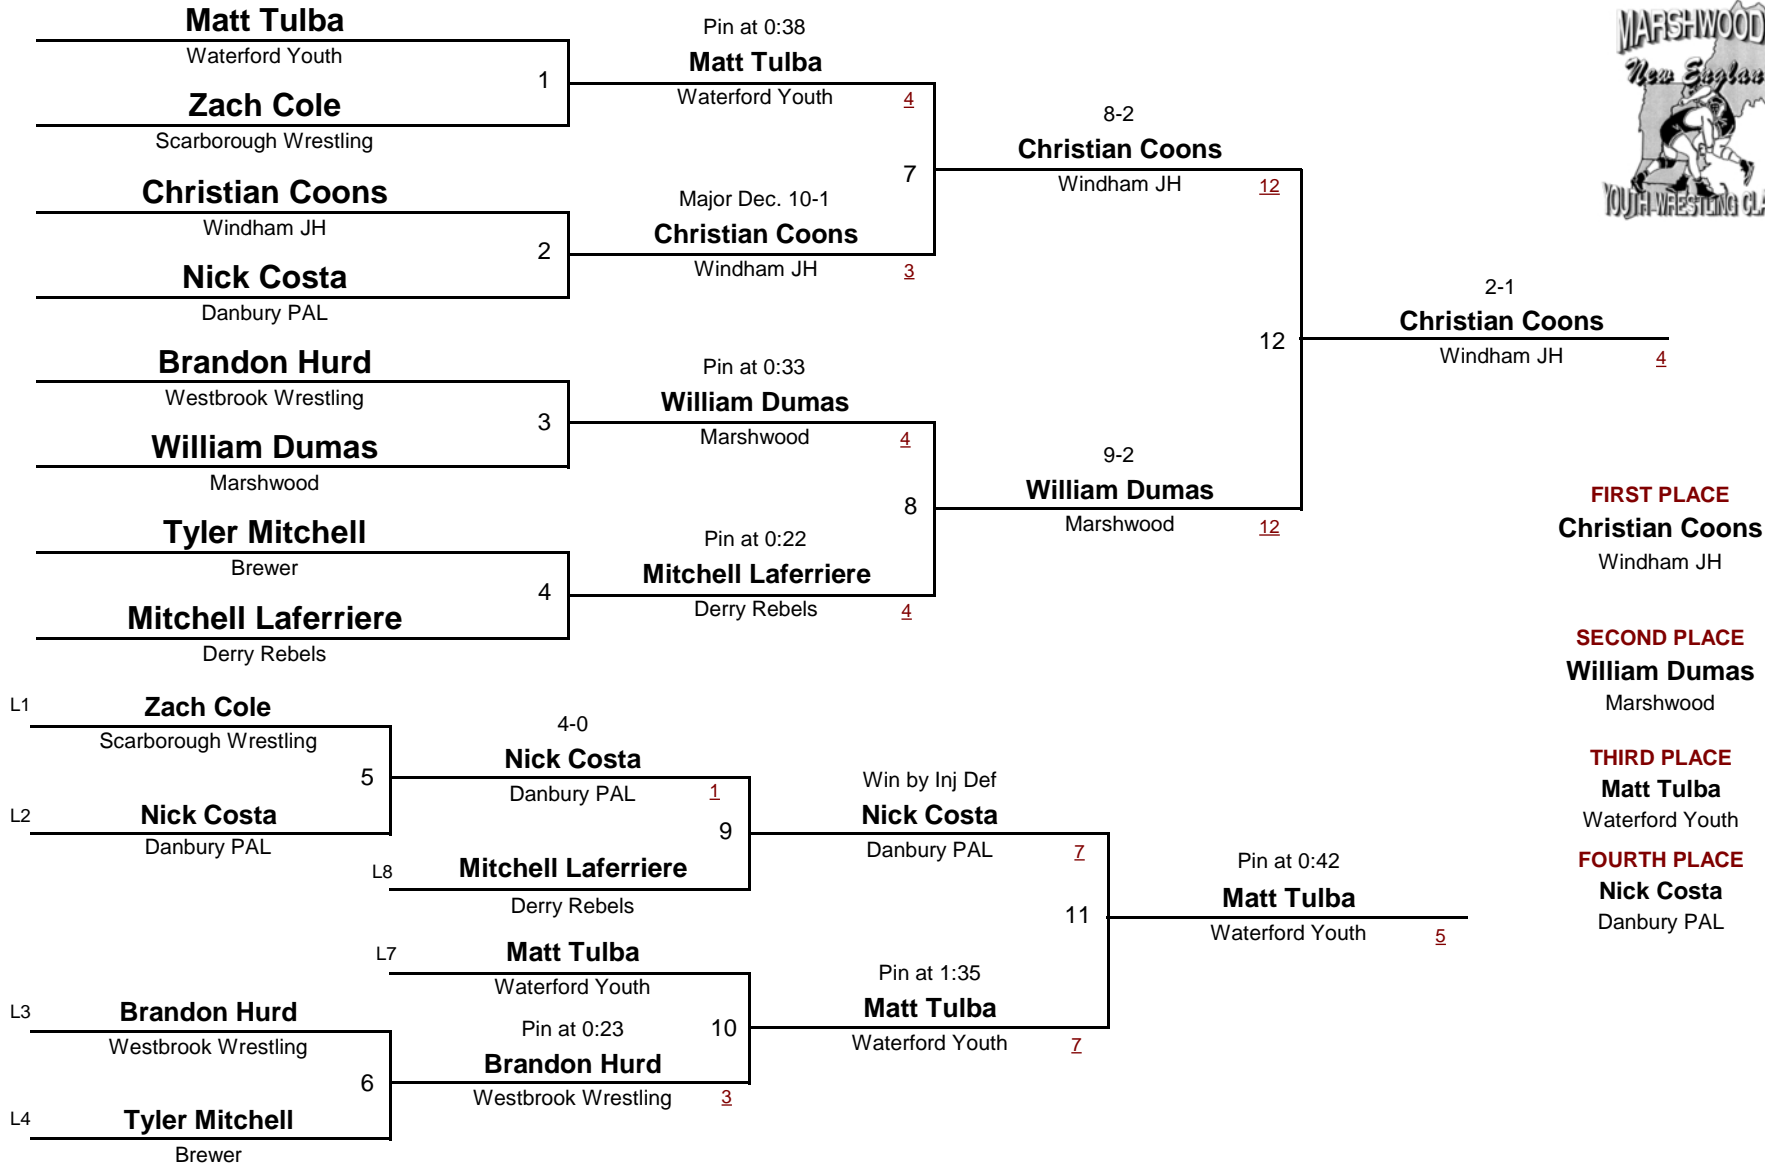 Matt Tulba
Waterford Youth
1
Zach Cole
Scarborough Wrestling
Christian Coons
Windham JH
2
Nick Costa
Danbury PAL
Brandon Hurd
Westbrook Wrestling
3
William Dumas
Marshwood
Tyler Mitchell
Brewer
4
Mitchell Laferriere
Derry Rebels
Pin at 0:38
Matt Tulba
Waterford Youth 4
7
Major Dec. 10-1
Christian Coons
Windham JH 3
Pin at 0:33
William Dumas
Marshwood 4
8
Pin at 0:22
Mitchell Laferriere
Derry Rebels 4
8-2
Christian Coons
Windham JH 12
12
9-2
William Dumas
Marshwood 12
2-1
Christian Coons
Windham JH 4
MARSHWOOD
New
YOUTH WRESTLING
FIRST PLACE
Christian Coons
Windham JH
SECOND PLACE
William Dumas
Marshwood
THIRD PLACE
Matt Tulba
Waterford Youth
FOURTH PLACE
Nick Costa
Danbury PAL
L1 Zach Cole
Scarborough Wrestling
5
L2 Nick Costa
Danbury PAL
4-0
Nick Costa
Danbury PAL 1
9
L8 Mitchell Laferriere
Derry Rebels
L7 Matt Tulba
Waterford Youth
10
L3 Brandon Hurd
Westbrook Wrestling
6
L4 Tyler Mitchell
Brewer
Pin at 0:23
Brandon Hurd
Westbrook Wrestling 3
Win by Inj Def
Nick Costa
Danbury PAL 7
11
Pin at 1:35
Matt Tulba
Waterford Youth 7
Pin at 0:42
Matt Tulba
Waterford Youth 5